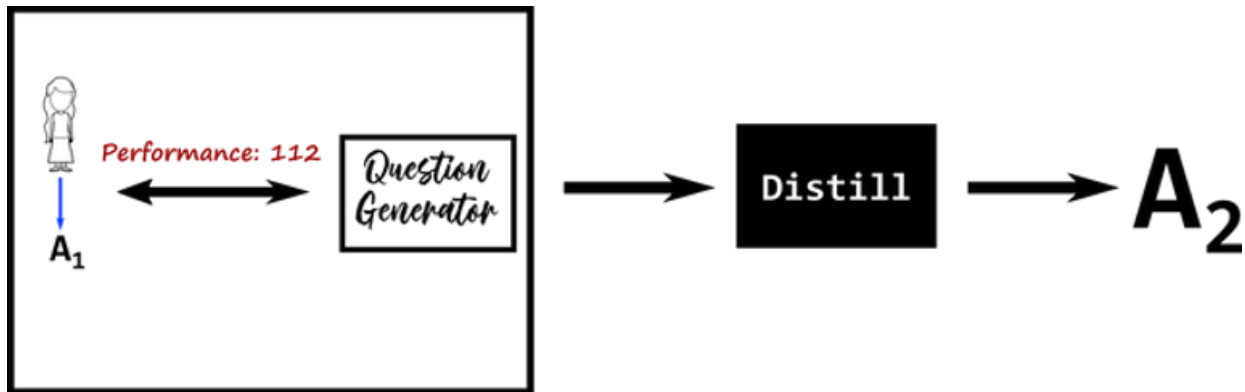 Performance: 112
Question
Generator
A₁
Distill
A₂